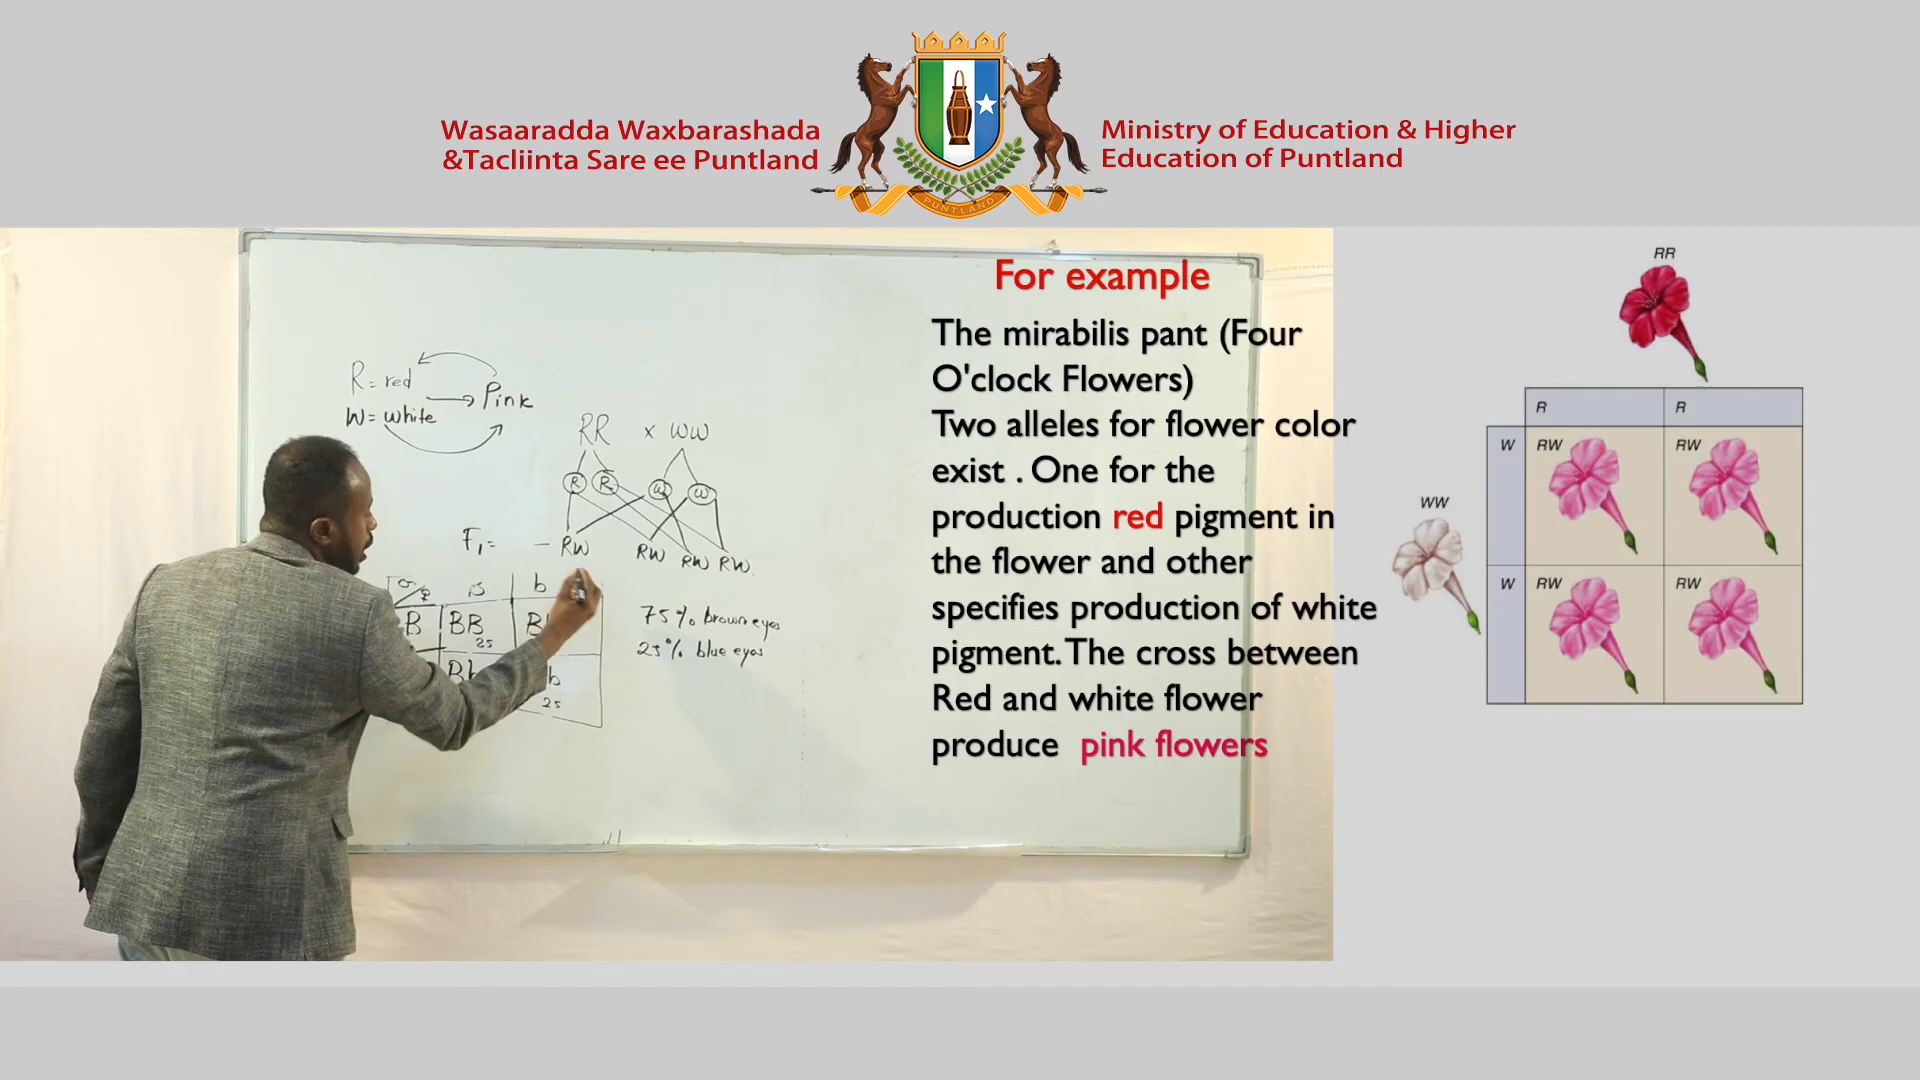 Wasaaradda Waxbarashada
&Tacliinta Sare ee Puntland
PUNTLAND
Ministry of Education & Higher
Education of Puntland
R = red
W = white
Pink
RR x WW
R R W W
F1 = - RW RW RW RW
♂ B b
♀
B BB
25
Bb b
25
75% brown eyes
25% blue eyes
For example
The mirabilis pant (Four
O'clock Flowers)
Two alleles for flower color
exist . One for the
production red pigment in
the flower and other
specifies production of white
pigment. The cross between
Red and white flower
produce pink flowers
RR
R R
WW
W RW RW
W RW RW